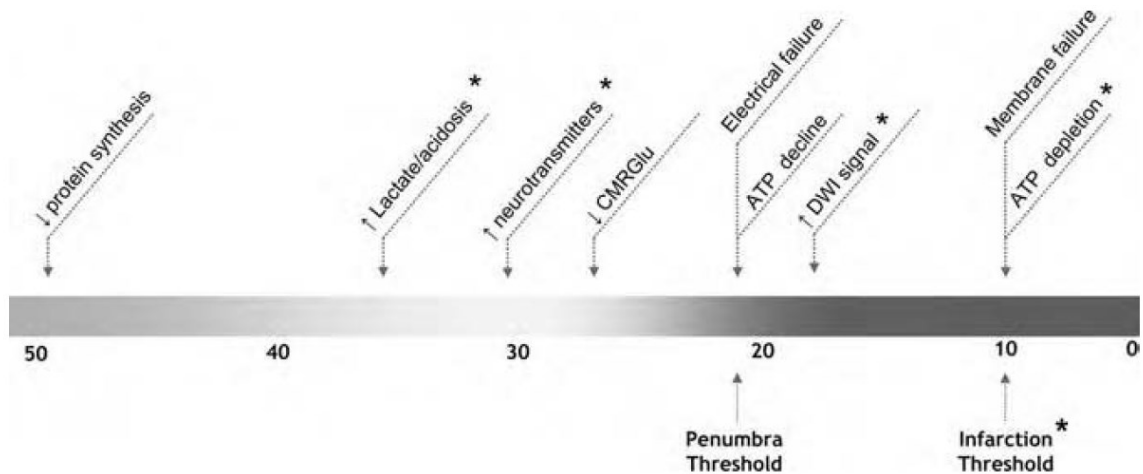 ↓ protein synthesis
↑ Lactate/acidosis *
↑ neurotransmitters *
↓ CMRGlu
Electrical failure
ATP decline
↑ DWI signal *
Membrane failure
ATP depletion *
50 40 30 20 10 0
Penumbra
Threshold
Infarction *
Threshold